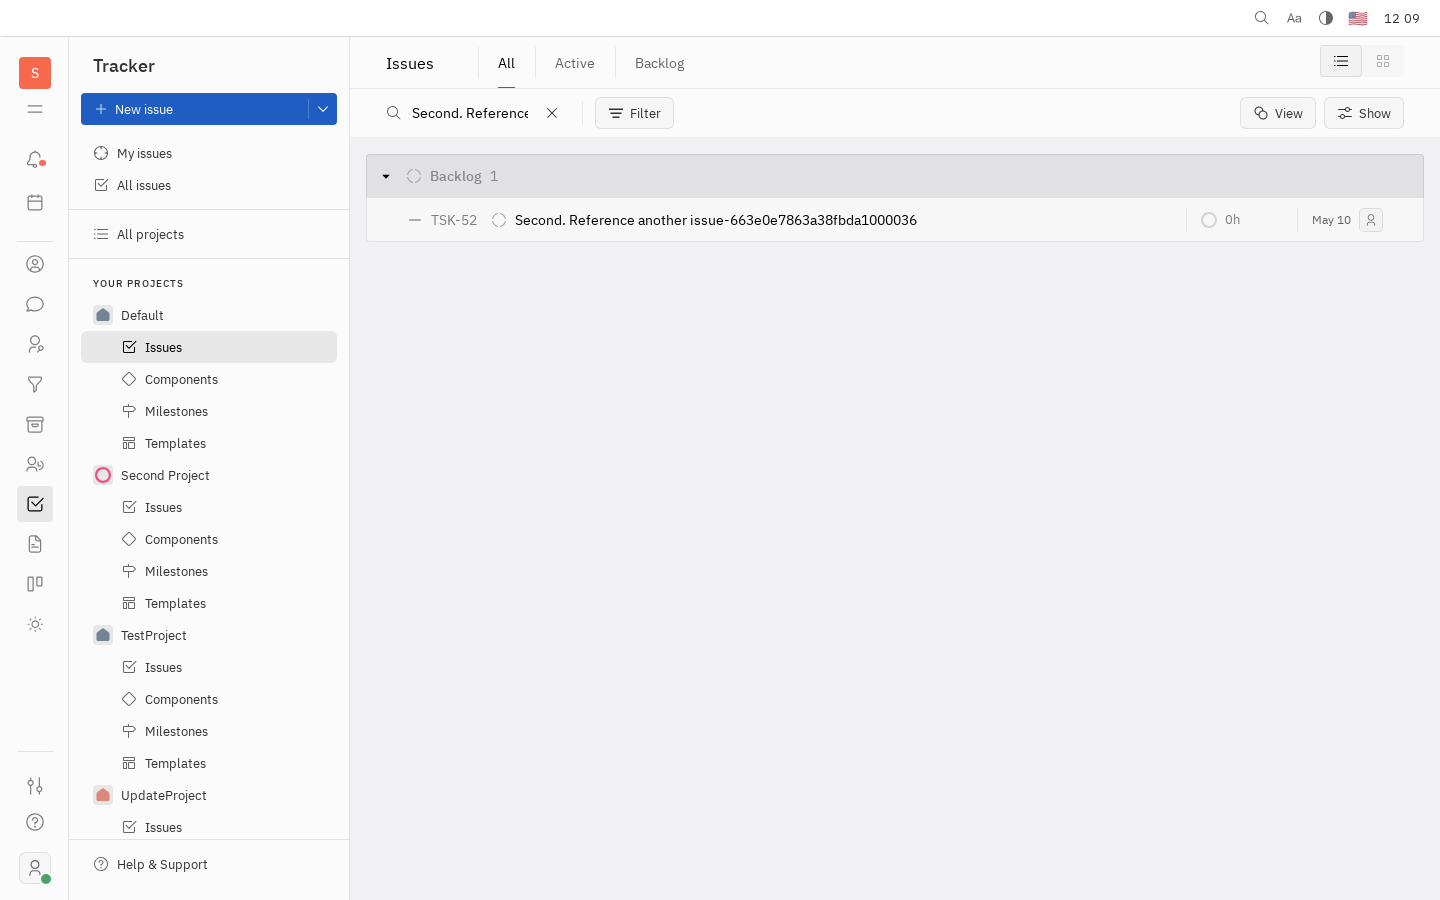 Aa
12 09
S
Tracker
New issue
My issues
All issues
All projects
YOUR PROJECTS
Default
Issues
Components
Milestones
Templates
Second Project
Issues
Components
Milestones
Templates
TestProject
Issues
Components
Milestones
Templates
UpdateProject
Issues
Help & Support
Issues
All
Active
Backlog
Second. Reference
Filter
View
Show
Backlog 1
TSK-52 Second. Reference another issue-663e0e7863a38fbda1000036 0h May 10